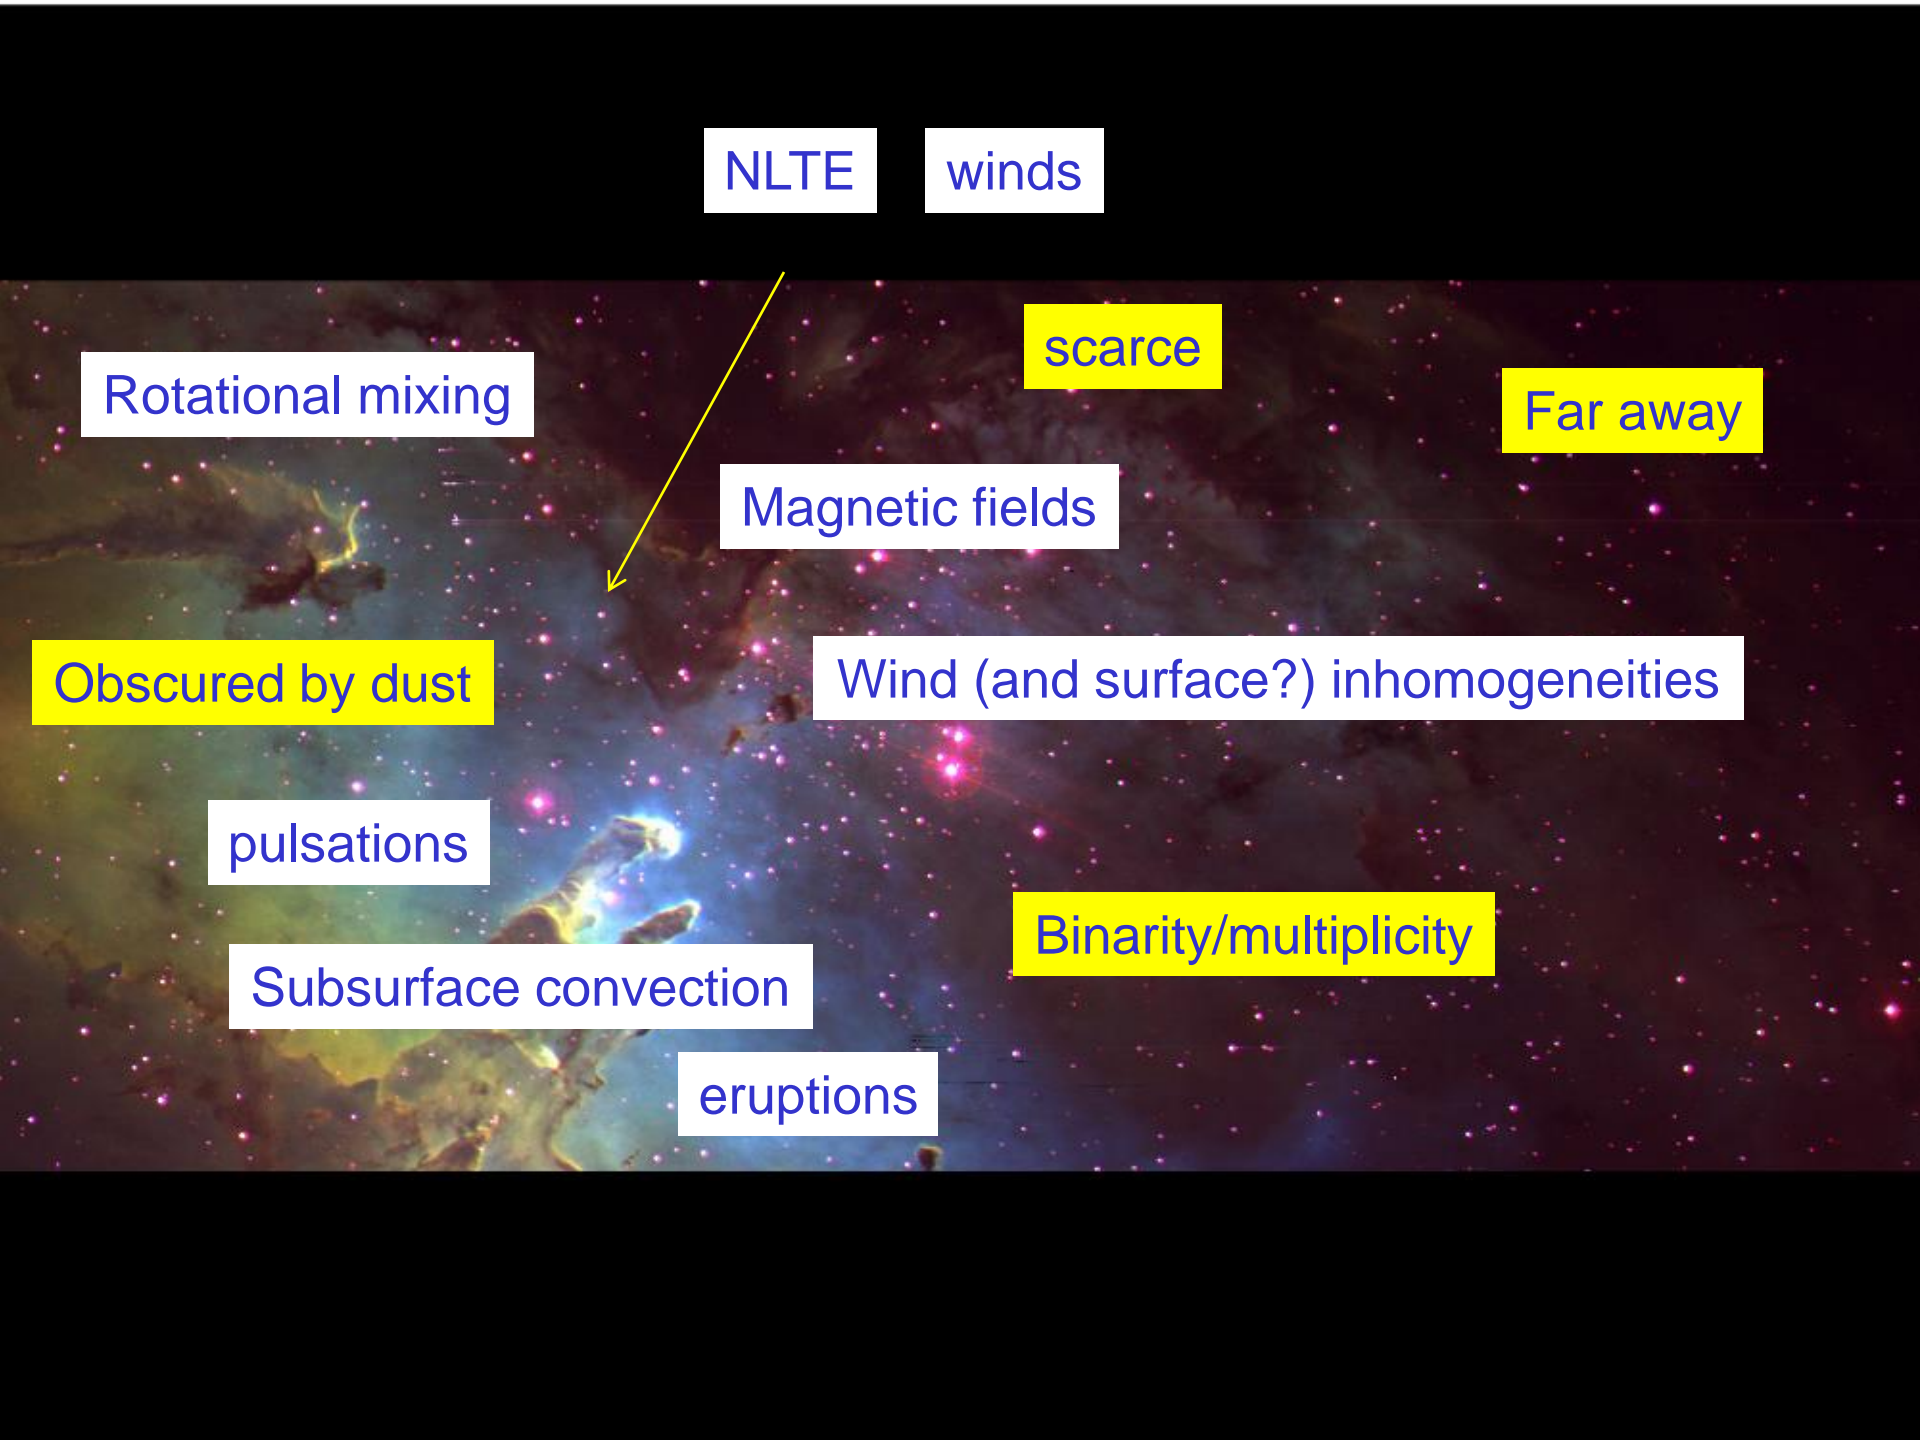 NLTE winds
scarce
Rotational mixing
Far away
Magnetic fields
Obscured by dust
Wind (and surface?) inhomogeneities
pulsations
Binarity/multiplicity
Subsurface convection
eruptions